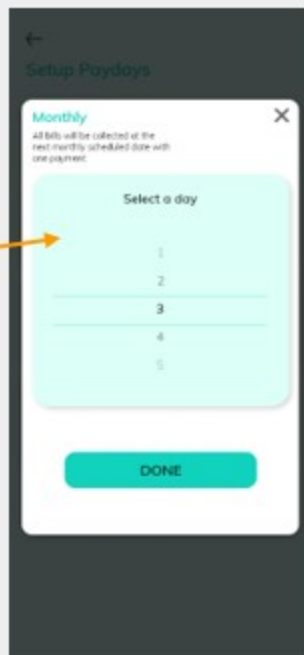 Setup Paydays
Monthly
All Bills will be collected at the
next monthly scheduled date with
one payment
Select a day
1
2
3
4
5
DONE